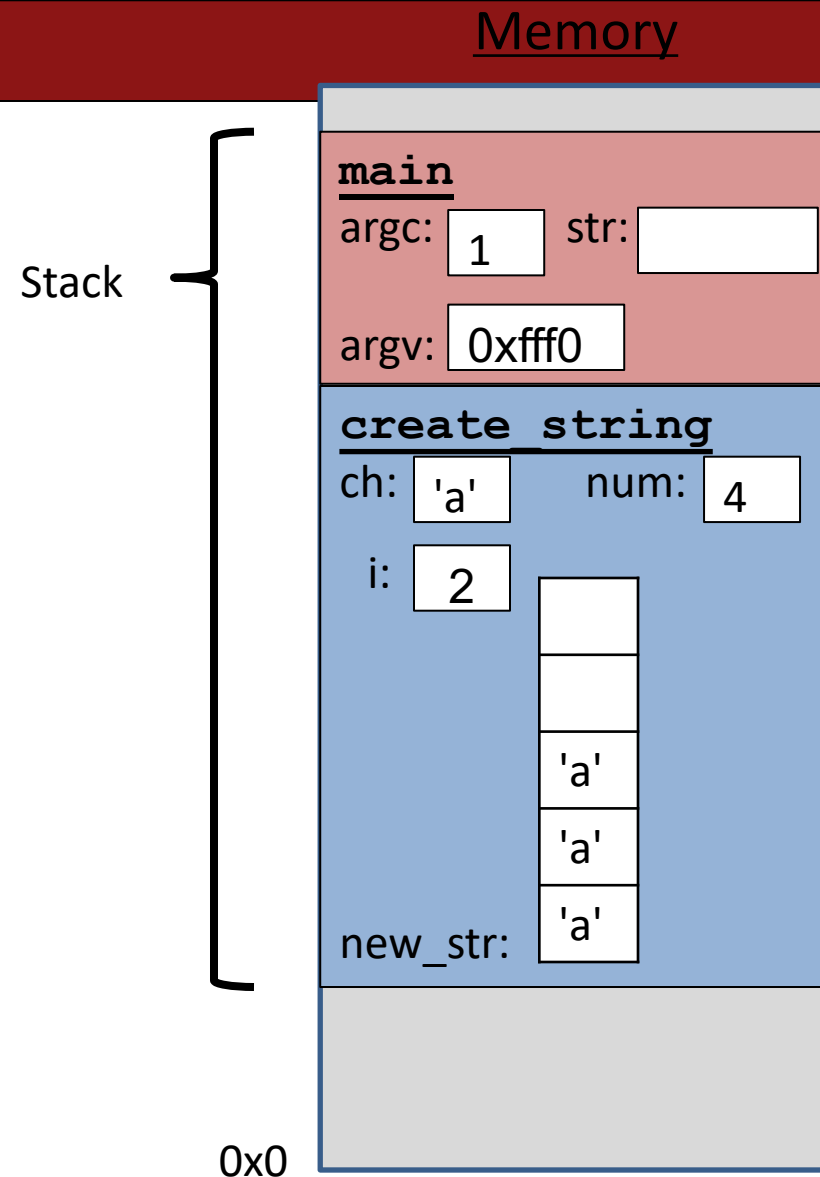 Memory
main
argc: 1 str:
Stack
argv: 0xfff0
create_string
ch: 'a' num: 4
i: 2
'a'
'a'
'a'
new_str:
0x0